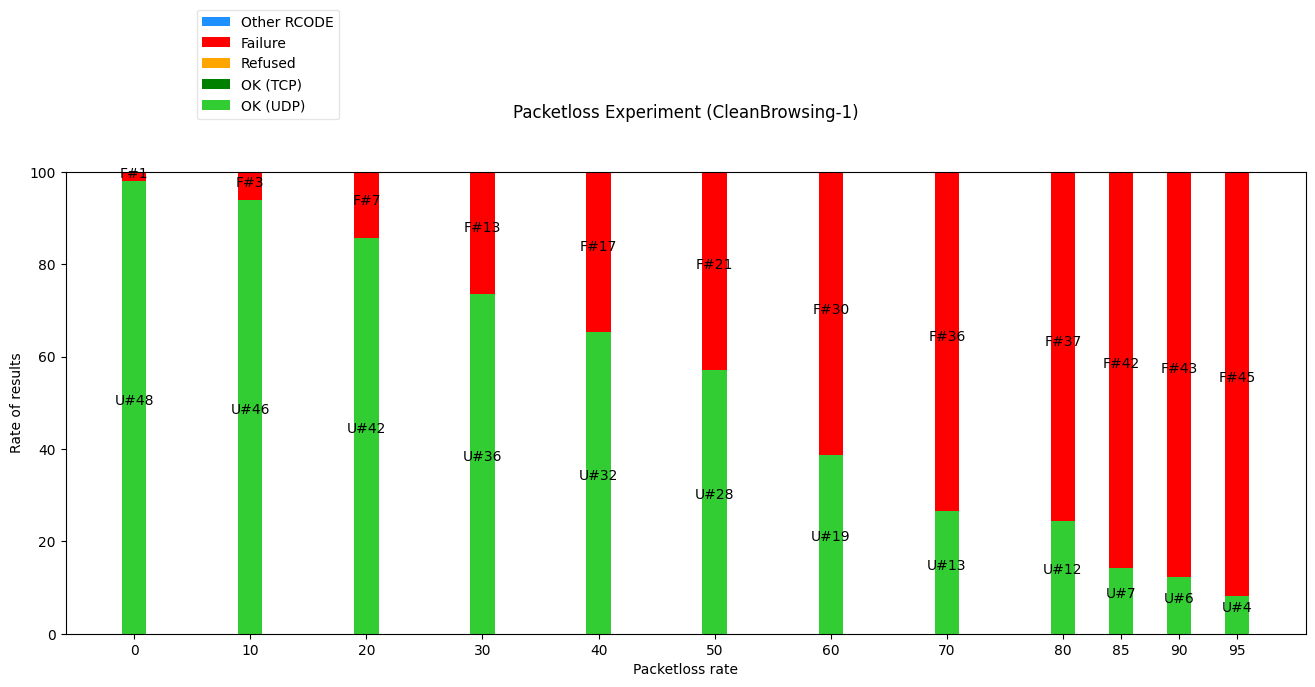 Other RCODE
Failure
Refused
OK (TCP)
OK (UDP)
Packetloss Experiment (CleanBrowsing-1)
Rate of results
100
80
60
40
20
0
F#1
F#3
F#7
F#13
F#17
F#21
F#30
F#36
F#37
F#42
F#43
F#45
U#48
U#46
U#42
U#36
U#32
U#28
U#19
U#13
U#12
U#7
U#6
U#4
0 10 20 30 40 50 60 70 80 85 90 95
Packetloss rate